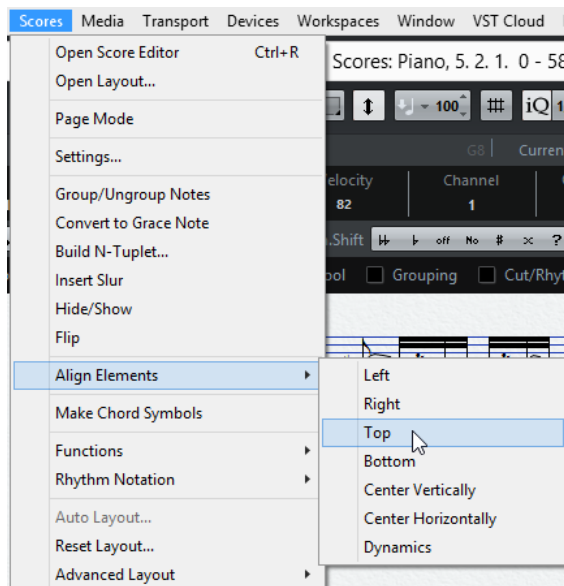 Scores Media Transport Devices Workspaces Window VST Cloud
Open Score Editor Ctrl+R
Scores: Piano, 5. 2. 1. 0 - 58
Open Layout...
100 iQ 1
Page Mode
G8 Curren
Settings...
elocity Channel
Group/Ungroup Notes
82 1
Convert to Grace Note
.Shift off No # x ?
Build N-Tuplet...
Insert Slur
bol Grouping Cut/Rhyt
Hide/Show
Flip
Align Elements
Left
Right
Make Chord Symbols
Top
Functions
Bottom
Rhythm Notation
Center Vertically
Auto Layout...
Center Horizontally
Reset Layout...
Dynamics
Advanced Layout